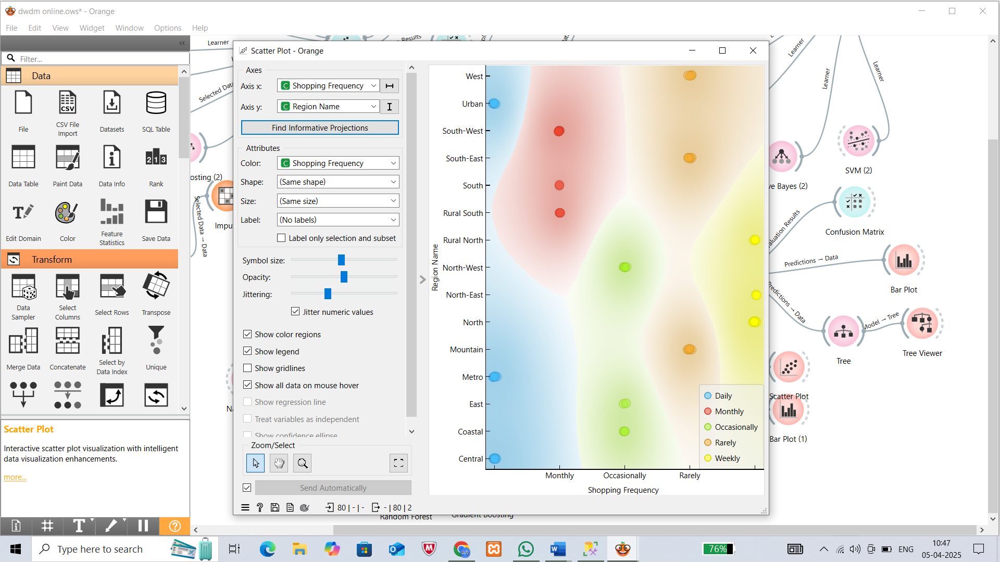 dwdm online.ows* - Orange
File Edit View Widget Window Options Help
Filter...
Data
File
CSV File Import
Datasets
SQL Table
Data Table
Paint Data
Data Info
Rank
Edit Domain
Color
Feature Statistics
Save Data
Transform
Data Sampler
Select Columns
Select Rows
Transpose
Merge Data
Concatenate
Select by Data Index
Unique
Scatter Plot
Interactive scatter plot visualization with intelligent
data visualization enhancements.
more...
Learner
Results
Selected Data
osting (2)
Selected Data → Data
Impu
Scatter Plot - Orange
Axes
Axis x: C Shopping Frequency
Axis y: C Region Name
Find Informative Projections
Attributes
Color: C Shopping Frequency
Shape: (Same shape)
Size: (Same size)
Label: (No labels)
Label only selection and subset
Symbol size:
Opacity:
Jittering:
Jitter numeric values
Show color regions
Show legend
Show gridlines
Show all data on mouse hover
Show regression line
Treat variables as independent
Show confidence ellipse
Zoom/Select
Send Automatically
80 | - | - - | 80 | 2
Region Name
West
Urban
South-West
South-East
South
Rural South
Rural North
North-West
North-East
North
Mountain
Metro
East
Coastal
Central
Daily
Monthly
Occasionally
Rarely
Weekly
Monthly Occasionally Rarely
Shopping Frequency
Random Forest
Gradient Boosting
Learner
Learner
Learner
SVM (2)
ve Bayes (2)
Confusion Matrix
aluation Results
Predictions → Data
Bar Plot
Predictions → Data
Model → Tree
Tree
Tree Viewer
Scatter Plot
Bar Plot (1)
Type here to search
76%
ENG
10:47
05-04-2025